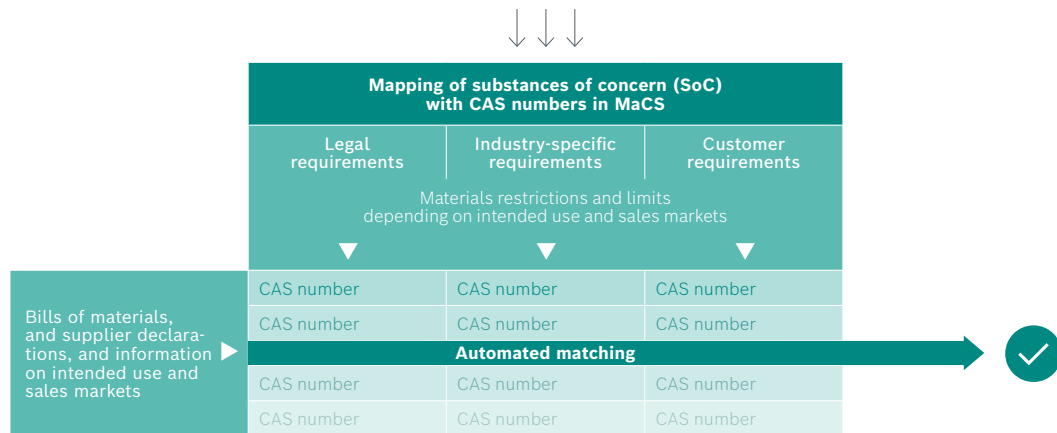 Mapping of substances of concern (SoC)
with CAS numbers in MaCS
Legal
requirements
Industry-specific
requirements
Customer
requirements
Materials restrictions and limits
depending on intended use and sales markets
CAS number
CAS number
CAS number
CAS number
CAS number
CAS number
Bills of materials,
and supplier declara-
tions, and information
on intended use and
sales markets
Automated matching
CAS number
CAS number
CAS number
CAS number
CAS number
CAS number